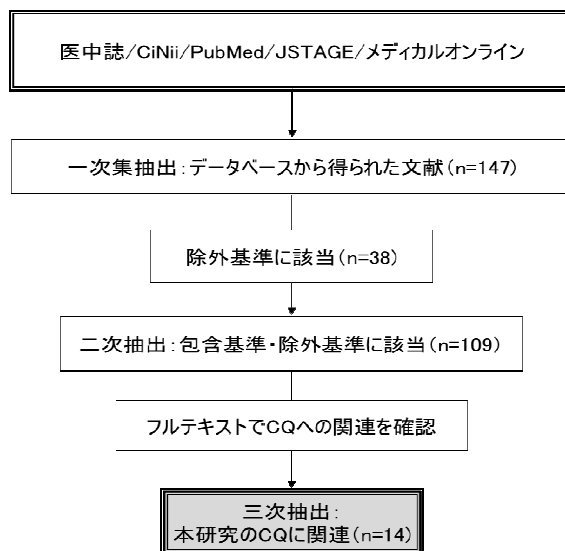 医中誌/CiNii/PubMed/JSTAGE/メディカルオンライン
一次集抽出：データベースから得られた文献（n=147）
除外基準に該当（n=38）
二次抽出：包含基準・除外基準に該当（n=109）
フルテキストでCQへの関連を確認
三次抽出：
本研究のCQに関連（n=14）